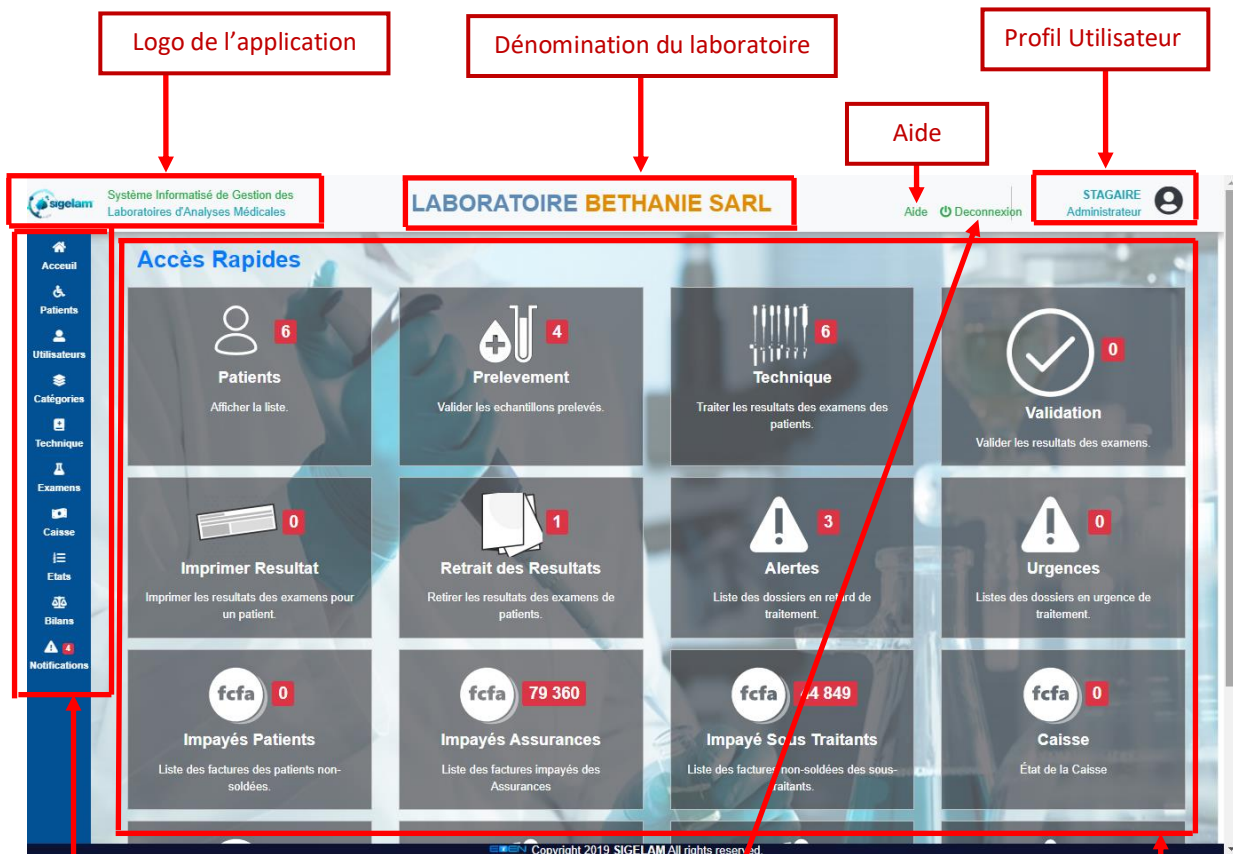 Logo de l'application
Dénomination du laboratoire
Profil Utilisateur
Aide
sigelam
Système Informatisé de Gestion des
Laboratoires d'Analyses Médicales
LABORATOIRE BETHANIE SARL
Aide
Deconnexion
STAGAIRE
Administrateur
Acceuil
Patients
Utilisateurs
Catégories
Technique
Examens
Caisse
Etats
Bilans
4
Notifications
Accès Rapides
6
Patients
Afficher la liste.
4
Prelevement
Valider les echantillons prelevés.
6
Technique
Traiter les resultats des examens des
patients.
0
Validation
Valider les resultats des examens.
0
Imprimer Resultat
Imprimer les resultats des examens pour
un patient.
1
Retrait des Resultats
Retirer les resultats des examens de
patients.
3
Alertes
Liste des dossiers en retard de
traitement.
0
Urgences
Listes des dossiers en urgence de
traitement.
fcfa 0
Impayés Patients
Liste des factures des patients non-
soldées.
fcfa 79 360
Impayés Assurances
Liste des factures impayés des
Assurances
fcfa 44 849
Impayé Sous Traitants
Liste des factures non-soldées des sous-
traitants.
fcfa 0
Caisse
État de la Caisse
EDEN Copyright 2019 SIGELAM All rights reserved.